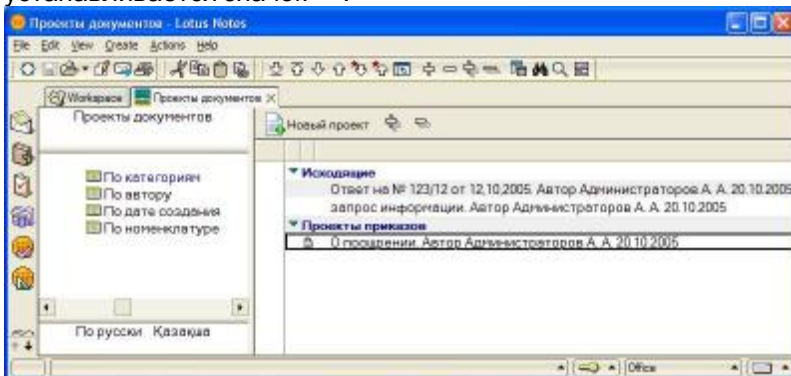 устанавливается значок " ".
Проекты документов - Lotus Notes
File Edit View Create Actions Help
Workspace Проекты документов
Проекты документов
Новый проект
По категориям
По автору
По дате создания
По номенклатуре
Исходящие
Ответ на № 123/12 от 12,10,2005. Автор Администраторов А. А. 20.10.2005
запрос информации. Автор Администраторов А. А. 20.10.2005
Проекты приказов
О поощрении. Автор Администраторов А. А. 20.10.2005
По русски Қазақша
Office